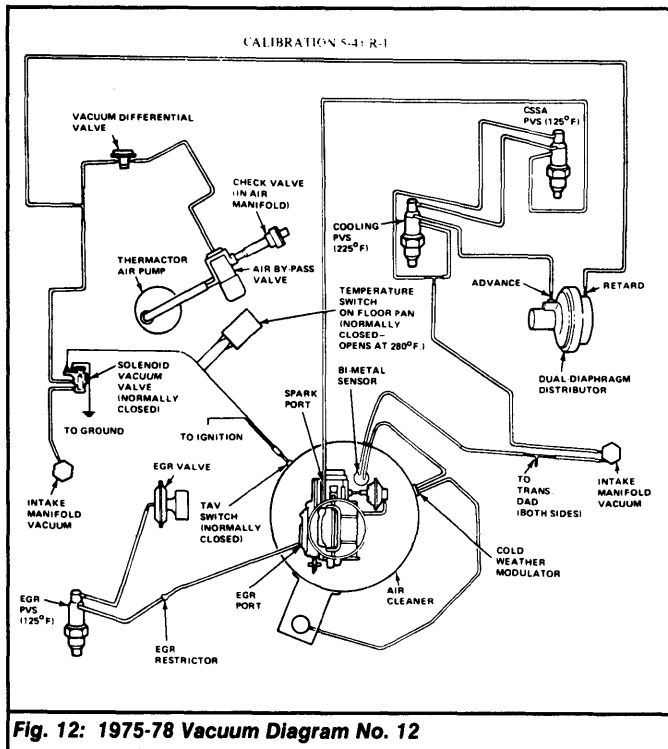 CALIBRATION 5-41 R-1
VACUUM DIFFERENTIAL
VALVE
CSSA
PVS (125°F)
CHECK VALVE
(IN AIR
MANIFOLD)
COOLING
PVS
(225°F)
THERMACTOR
AIR PUMP
AIR BY-PASS
VALVE
ADVANCE
RETARD
TEMPERATURE
SWITCH
ON FLOOR PAN
(NORMALLY
CLOSED–
OPENS AT 280°F.)
DUAL-DIAPHRAGM
DISTRIBUTOR
SOLENOID
VACUUM
VALVE
(NORMALLY
CLOSED)
BI-METAL
SENSOR
SPARK
PORT
TO GROUND
TO IGNITION
EGR VALVE
INTAKE
MANIFOLD
VACUUM
TAV
SWITCH
(NORMALLY
CLOSED)
TO
TRANS.
DAD
(BOTH SIDES)
INTAKE
MANIFOLD
VACUUM
COLD
WEATHER
MODULATOR
EGR
PORT
AIR
CLEANER
EGR
PVS
(125°F)
EGR
RESTRICTOR
Fig. 12: 1975-78 Vacuum Diagram No. 12